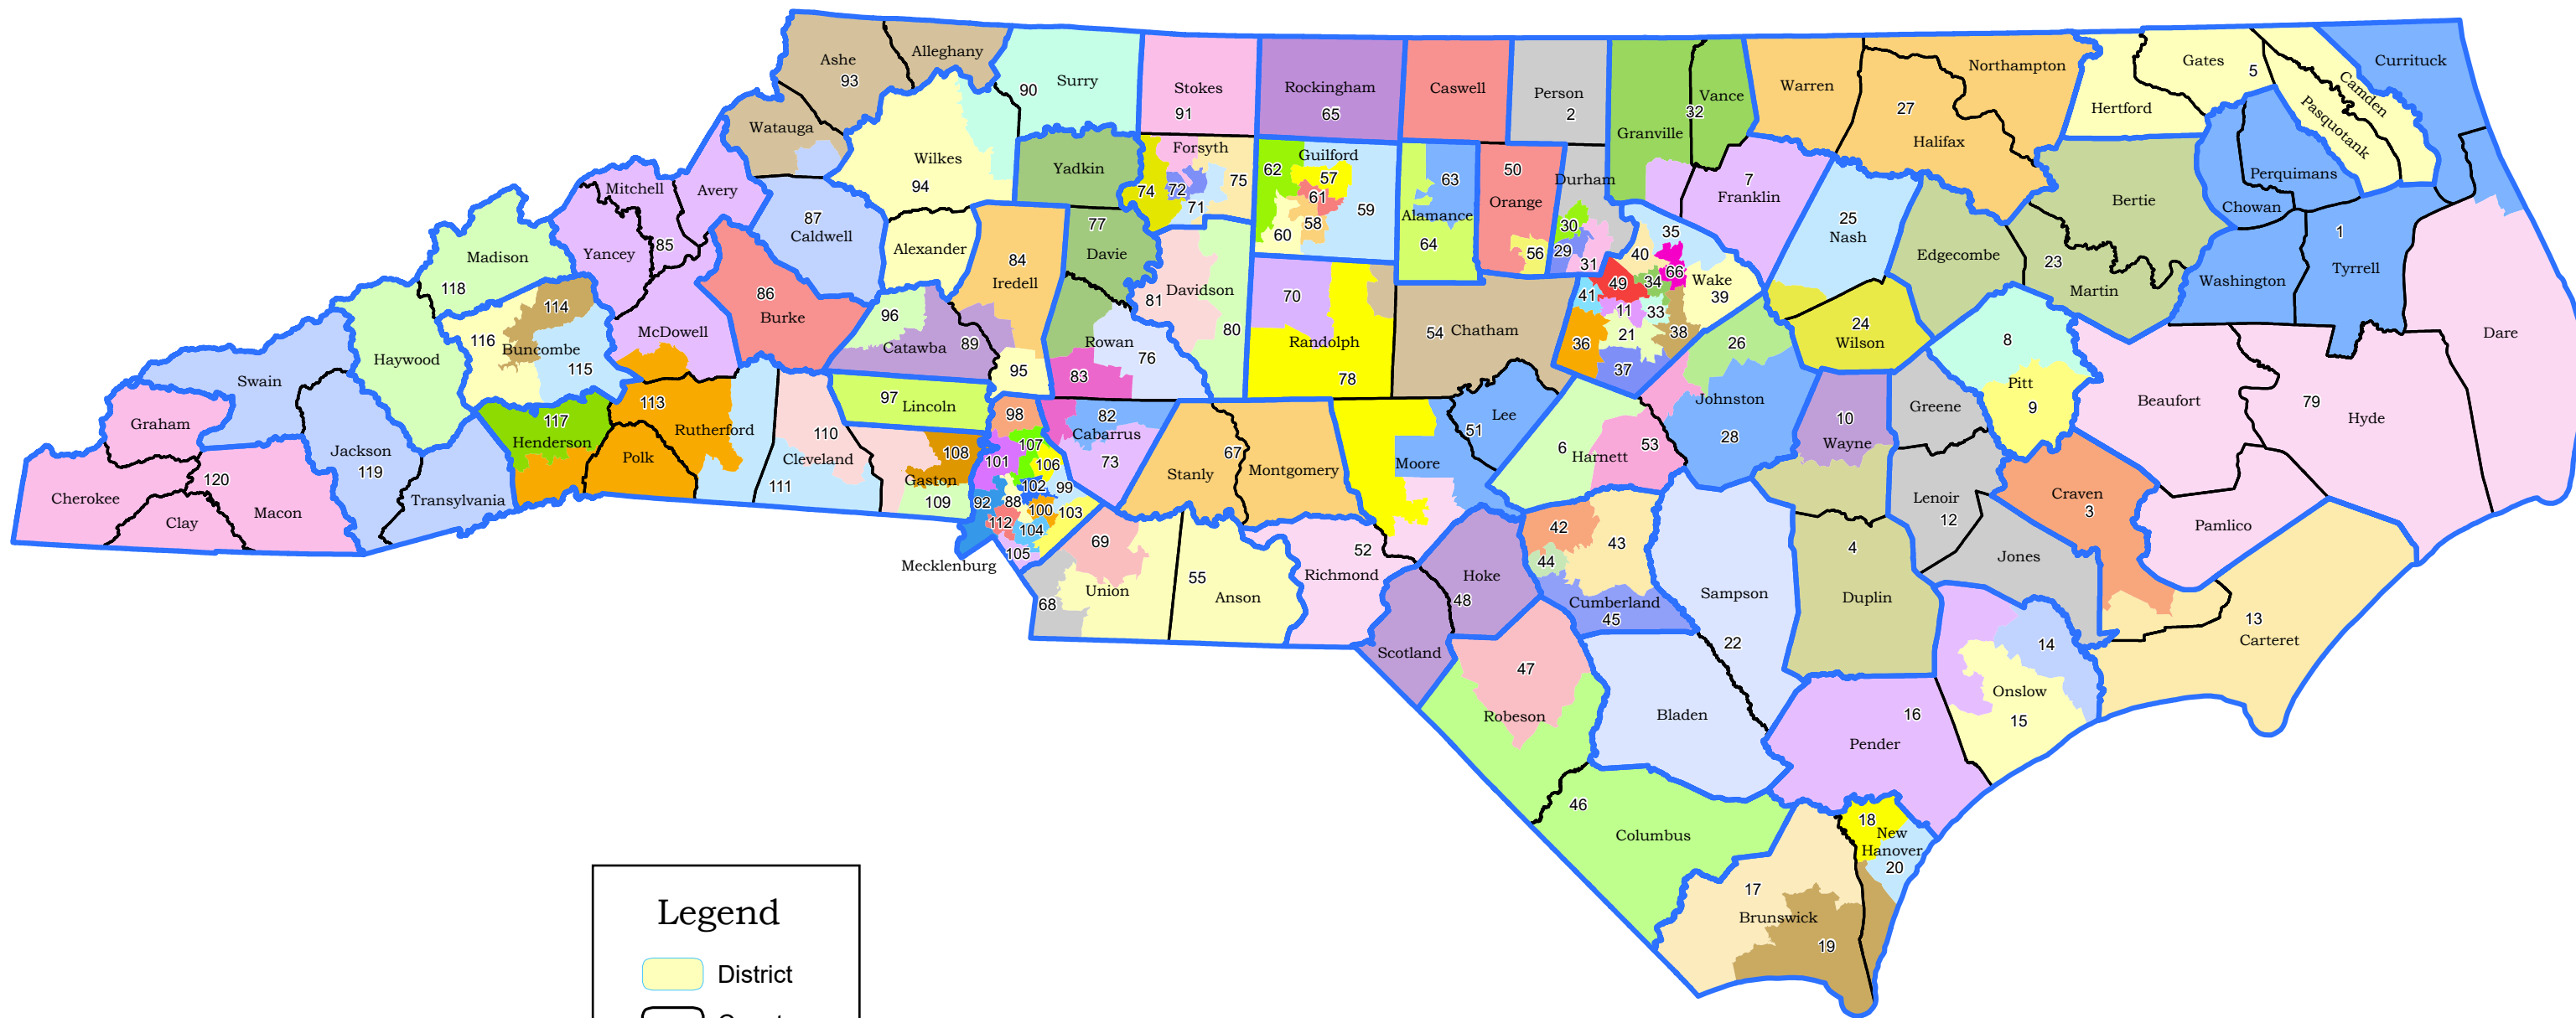 Ashe
93
Alleghany
90
Surry
Stokes
91
Rockingham
65
Caswell
Person
2
Granville
32
Vance
Warren
27
Northampton
Halifax
Gates
5
Hertford
Camden
Pasquotank
Currituck
Watauga
Wilkes
94
Yadkin
Forsyth
74
72
71
75
Guilford
62
57
61
58
60
59
Alamance
63
64
50
Orange
56
Durham
30
29
31
7
Franklin
25
Nash
Edgecombe
Bertie
23
Martin
Perquimans
Chowan
1
Tyrrell
Washington
Mitchell
Avery
Yancey
85
87
Caldwell
Alexander
84
Iredell
77
Davie
81
Davidson
80
70
Randolph
78
54
Chatham
35
40
66
49
34
Wake
39
41
11
33
38
36
21
37
26
24
Wilson
8
Pitt
9
Dare
Madison
118
114
116
Buncombe
115
McDowell
86
Burke
96
Catawba
89
95
Rowan
76
83
Haywood
Swain
Graham
Jackson
119
Transylvania
117
Henderson
113
Rutherford
Polk
110
Cleveland
111
97
Lincoln
98
82
Cabarrus
73
108
Gaston
109
107
101
106
102
99
92
88
100
103
112
104
105
Mecklenburg
67
Stanly
Montgomery
Moore
Lee
51
6
Harnett
53
Johnston
28
10
Wayne
Greene
Lenoir
12
Beaufort
79
Hyde
Craven
3
Pamlico
Jones
Cherokee
120
Clay
Macon
69
68
Union
55
Anson
52
Richmond
Hoke
48
Scotland
42
43
44
Cumberland
45
Sampson
22
4
Duplin
14
Onslow
15
13
Carteret
47
Robeson
Bladen
16
Pender
46
Columbus
18
New
Hanover
20
17
Brunswick
19
Legend
District